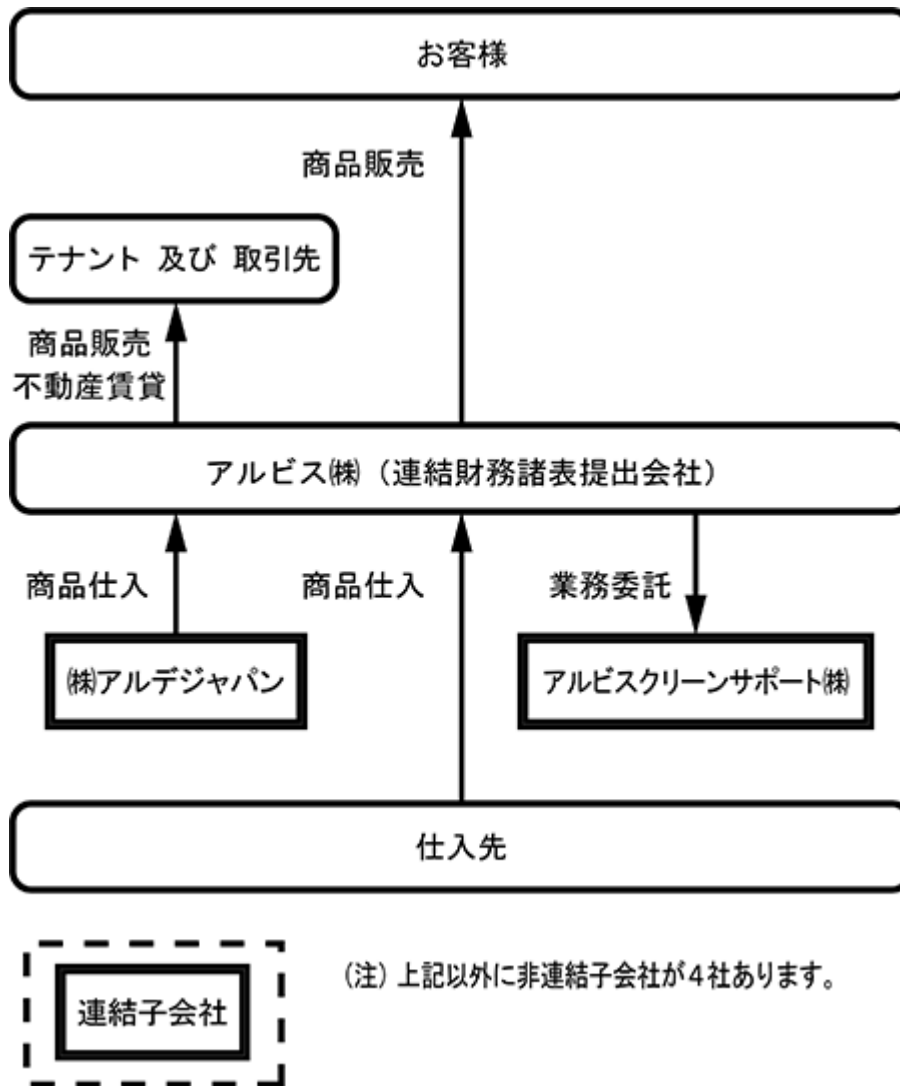 お客様
商品販売
テナント 及び 取引先
商品販売
不動産賃貸
アルビス㈱（連結財務諸表提出会社）
商品仕入
商品仕入
業務委託
㈱アルデジャパン
アルビスクリーンサポート㈱
仕入先
連結子会社
（注）上記以外に非連結子会社が４社あります。